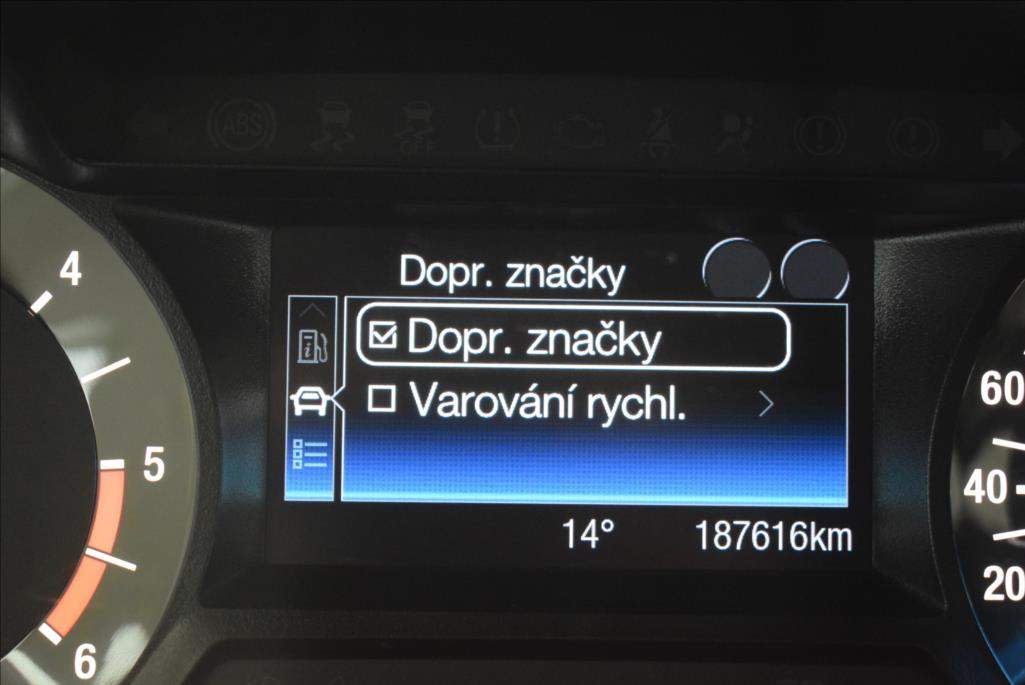 ABS
OFF
Dopr. značky
Dopr. značky
Varování rychl.
14°
187616km
4
5
6
60
40
20